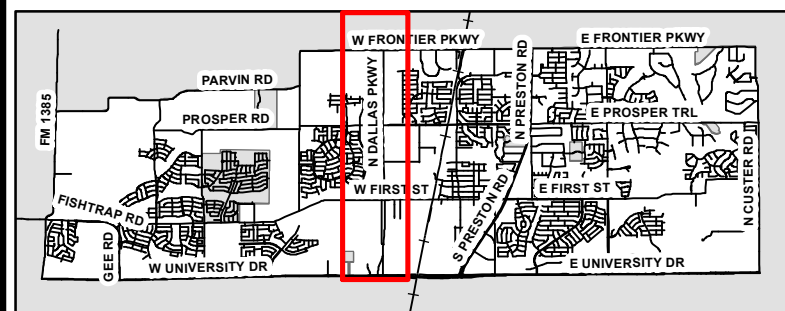 W FRONTIER PKWY
E FRONTIER PKWY
PARVIN RD
N DALLAS PKWY
N PRESTON RD
FM 1385
PROSPER RD
E PROSPER TRL
W FIRST ST
E FIRST ST
N CUSTER RD
FISHTRAP RD
S PRESTON RD
GEE RD
W UNIVERSITY DR
E UNIVERSITY DR